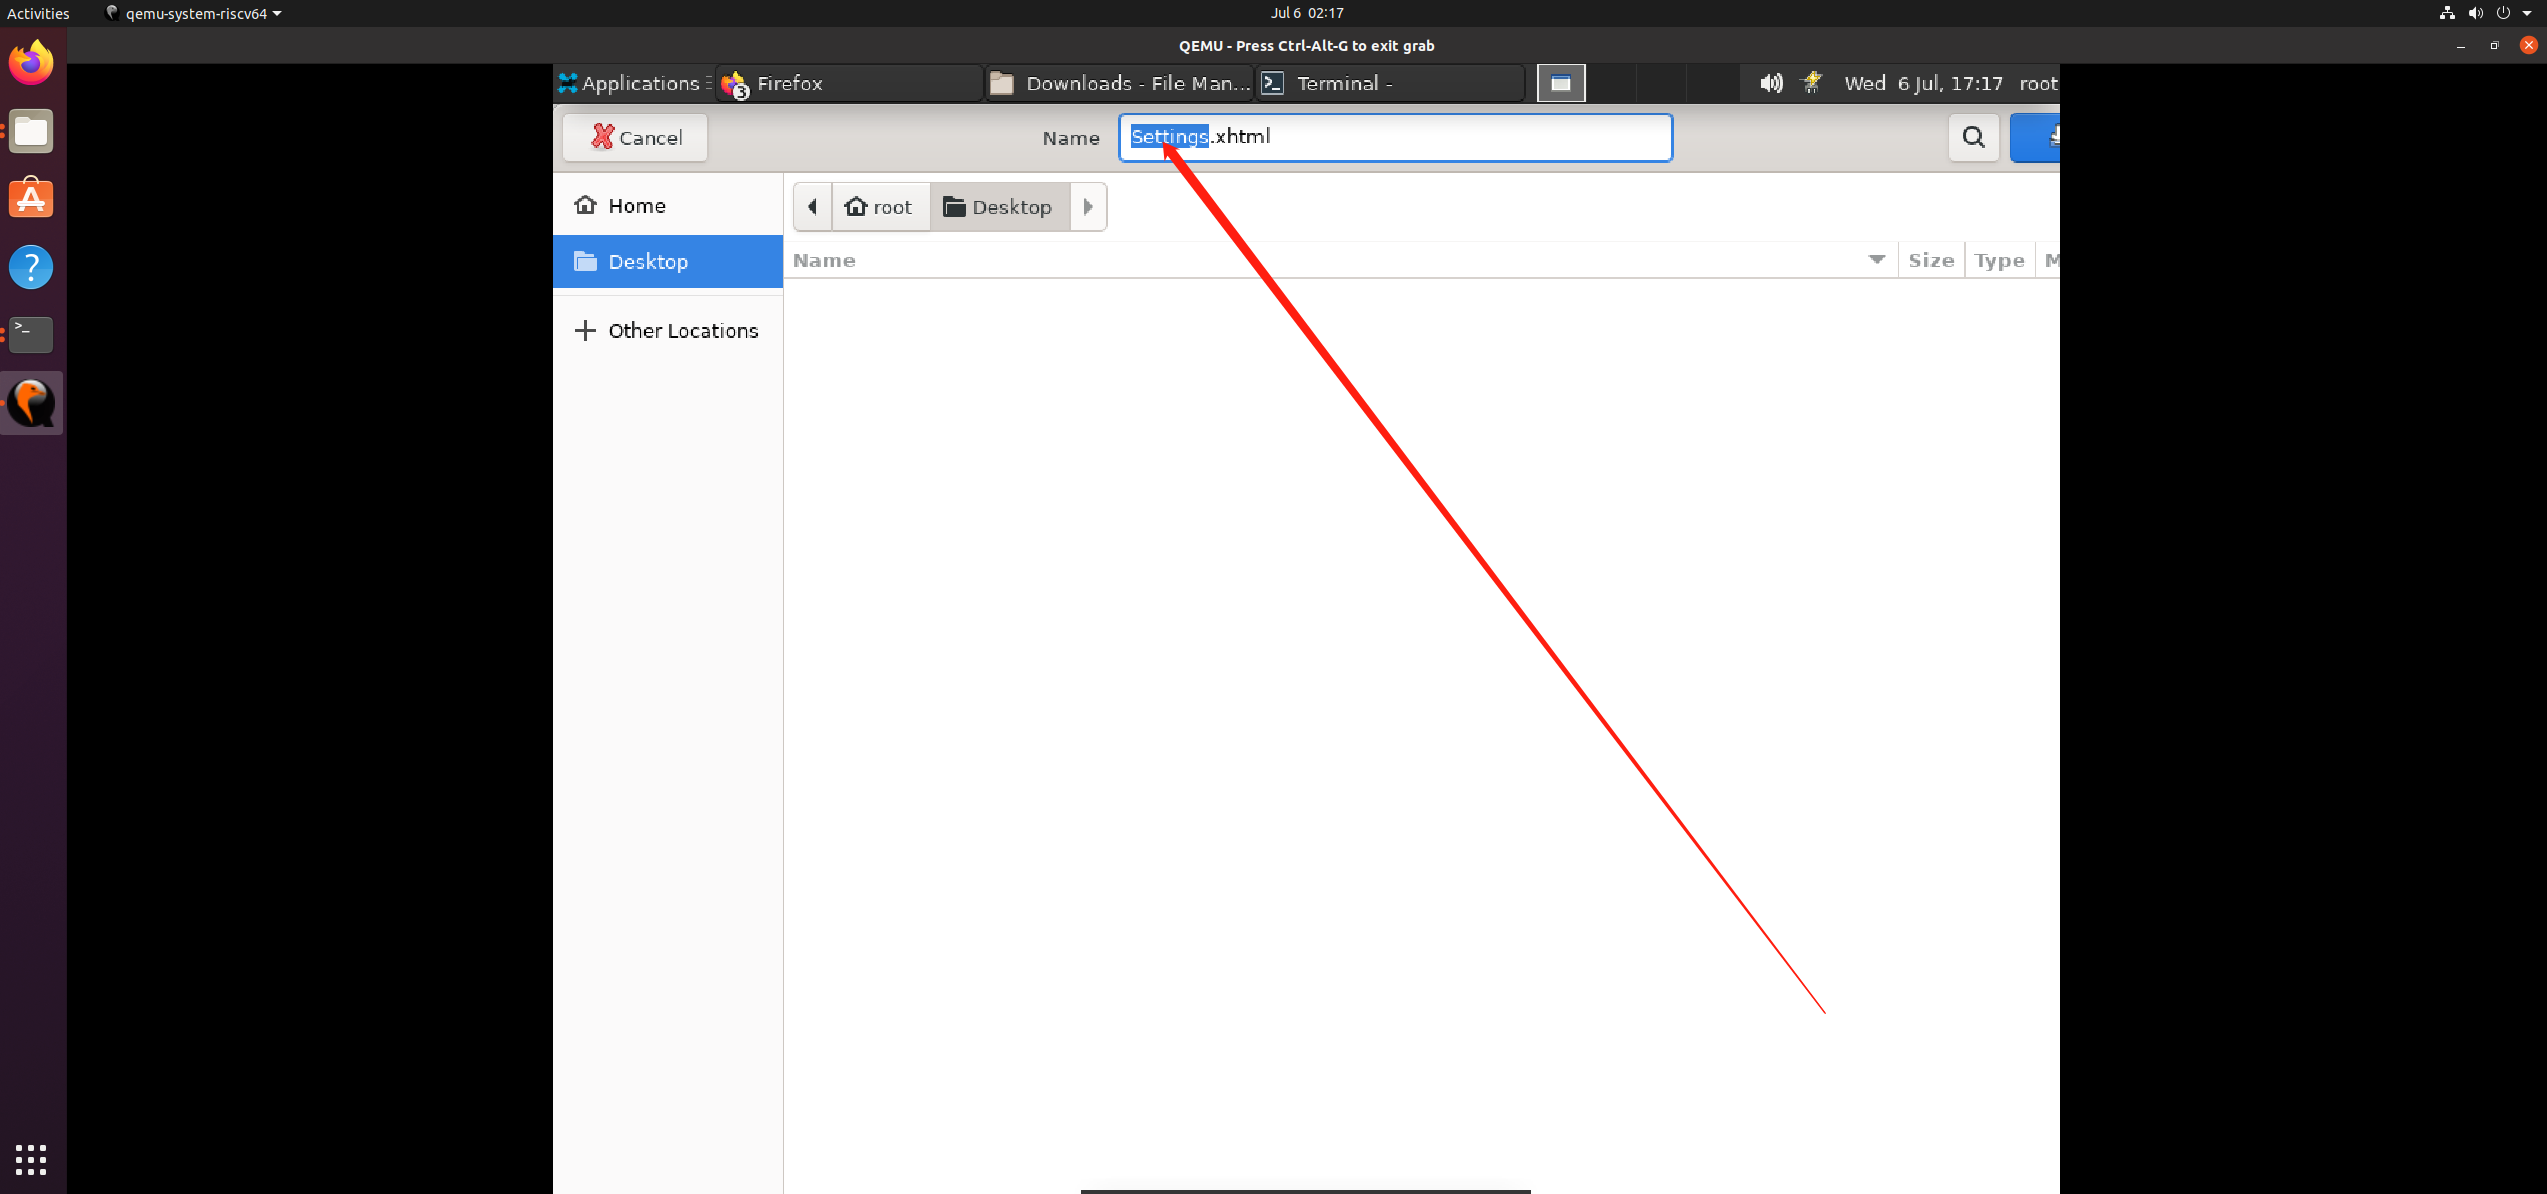 Activities qemu-system-riscv64 Jul 6 02:17
QEMU - Press Ctrl-Alt-G to exit grab
Applications 3 Firefox Downloads - File Man... >_ Terminal - Wed 6 Jul, 17:17 root
Cancel Name Settings.xhtml
Home root Desktop
Desktop Name Size Type M
Other Locations